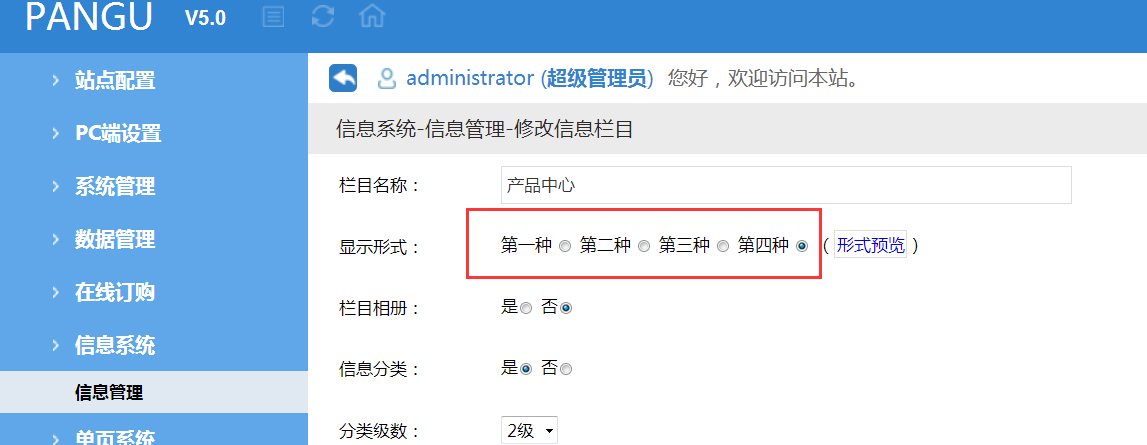 PANGU V5.0
站点配置
PC端设置
系统管理
数据管理
在线订购
信息系统
信息管理
单页系统
administrator (超级管理员) 您好，欢迎访问本站。
信息系统-信息管理-修改信息栏目
栏目名称： 产品中心
显示形式： 第一种 第二种 第三种 第四种 ( 形式预览 )
栏目相册： 是 否
信息分类： 是 否
分类级数： 2级